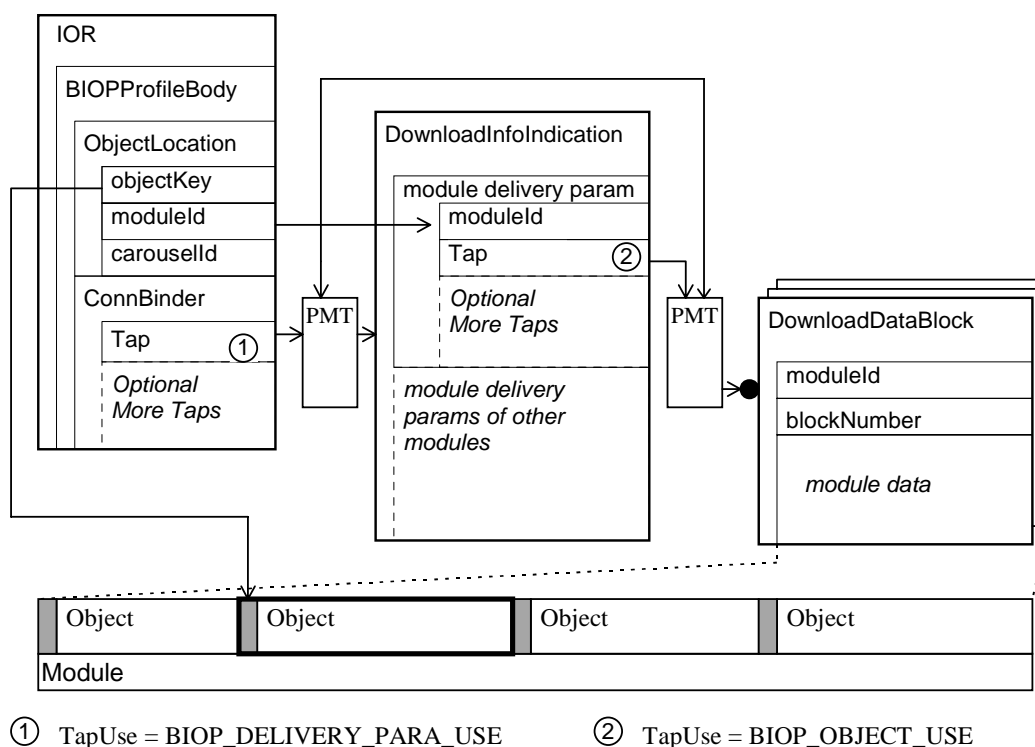 IOR
BIOPProfileBody
ObjectLocation
objectKey
moduleId
carouselId
ConnBinder
Tap ①
Optional
More Taps
PMT
DownloadInfoIndication
module delivery param
moduleId
Tap ②
Optional
More Taps
module delivery
params of other
modules
PMT
DownloadDataBlock
moduleId
blockNumber
module data
Object
Object
Object
Object
Module
① TapUse = BIOP_DELIVERY_PARA_USE
② TapUse = BIOP_OBJECT_USE